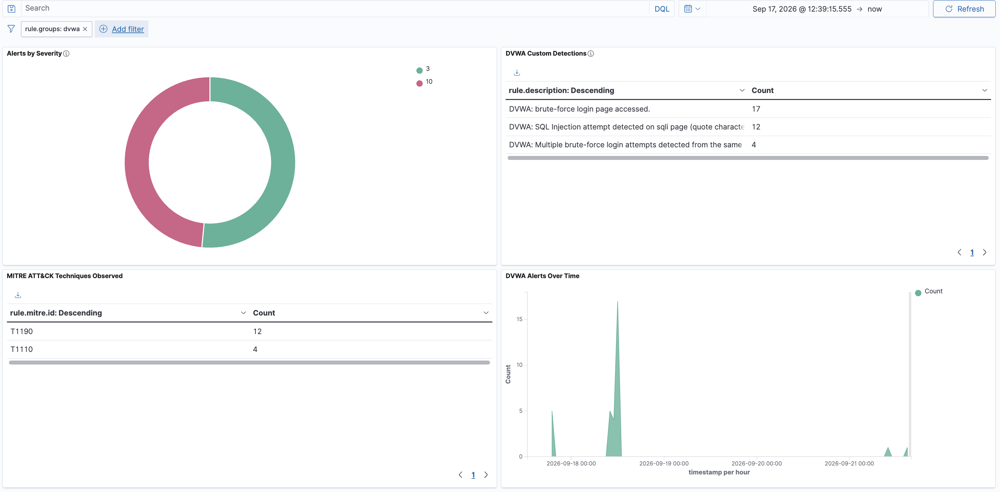 Search
DQL
Sep 17, 2026 @ 12:39:15.555 → now
Refresh
rule.groups: dvwa ×
Add filter
Alerts by Severity
3
10
DVWA Custom Detections
rule.description: Descending Count
DVWA: brute-force login page accessed. 17
DVWA: SQL Injection attempt detected on sqli page (quote characte 12
DVWA: Multiple brute-force login attempts detected from the same 4
1
MITRE ATT&CK Techniques Observed
rule.mitre.id: Descending Count
T1190 12
T1110 4
1
DVWA Alerts Over Time
Count
15
10
5
0
Count
2026-09-18 00:00 2026-09-19 00:00 2026-09-20 00:00 2026-09-21 00:00
timestamp per hour